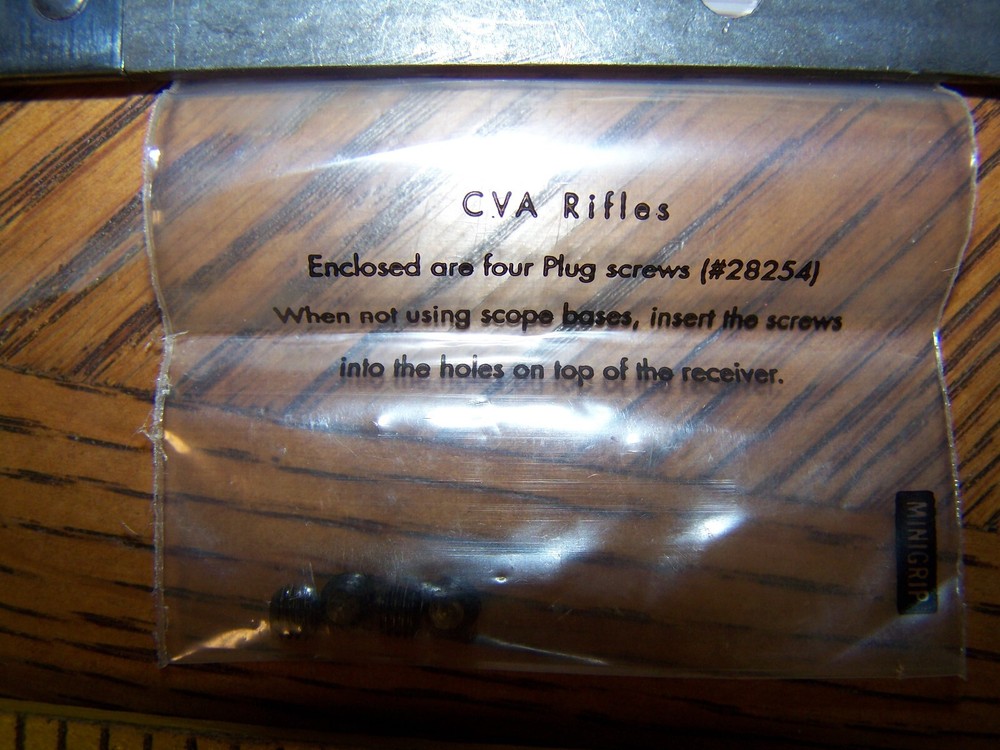 CVA Rifles
Enclosed are four Plug screws (#28254)
When not using scope bases, insert the screws
into the holes on top of the receiver.
MINIGRIP